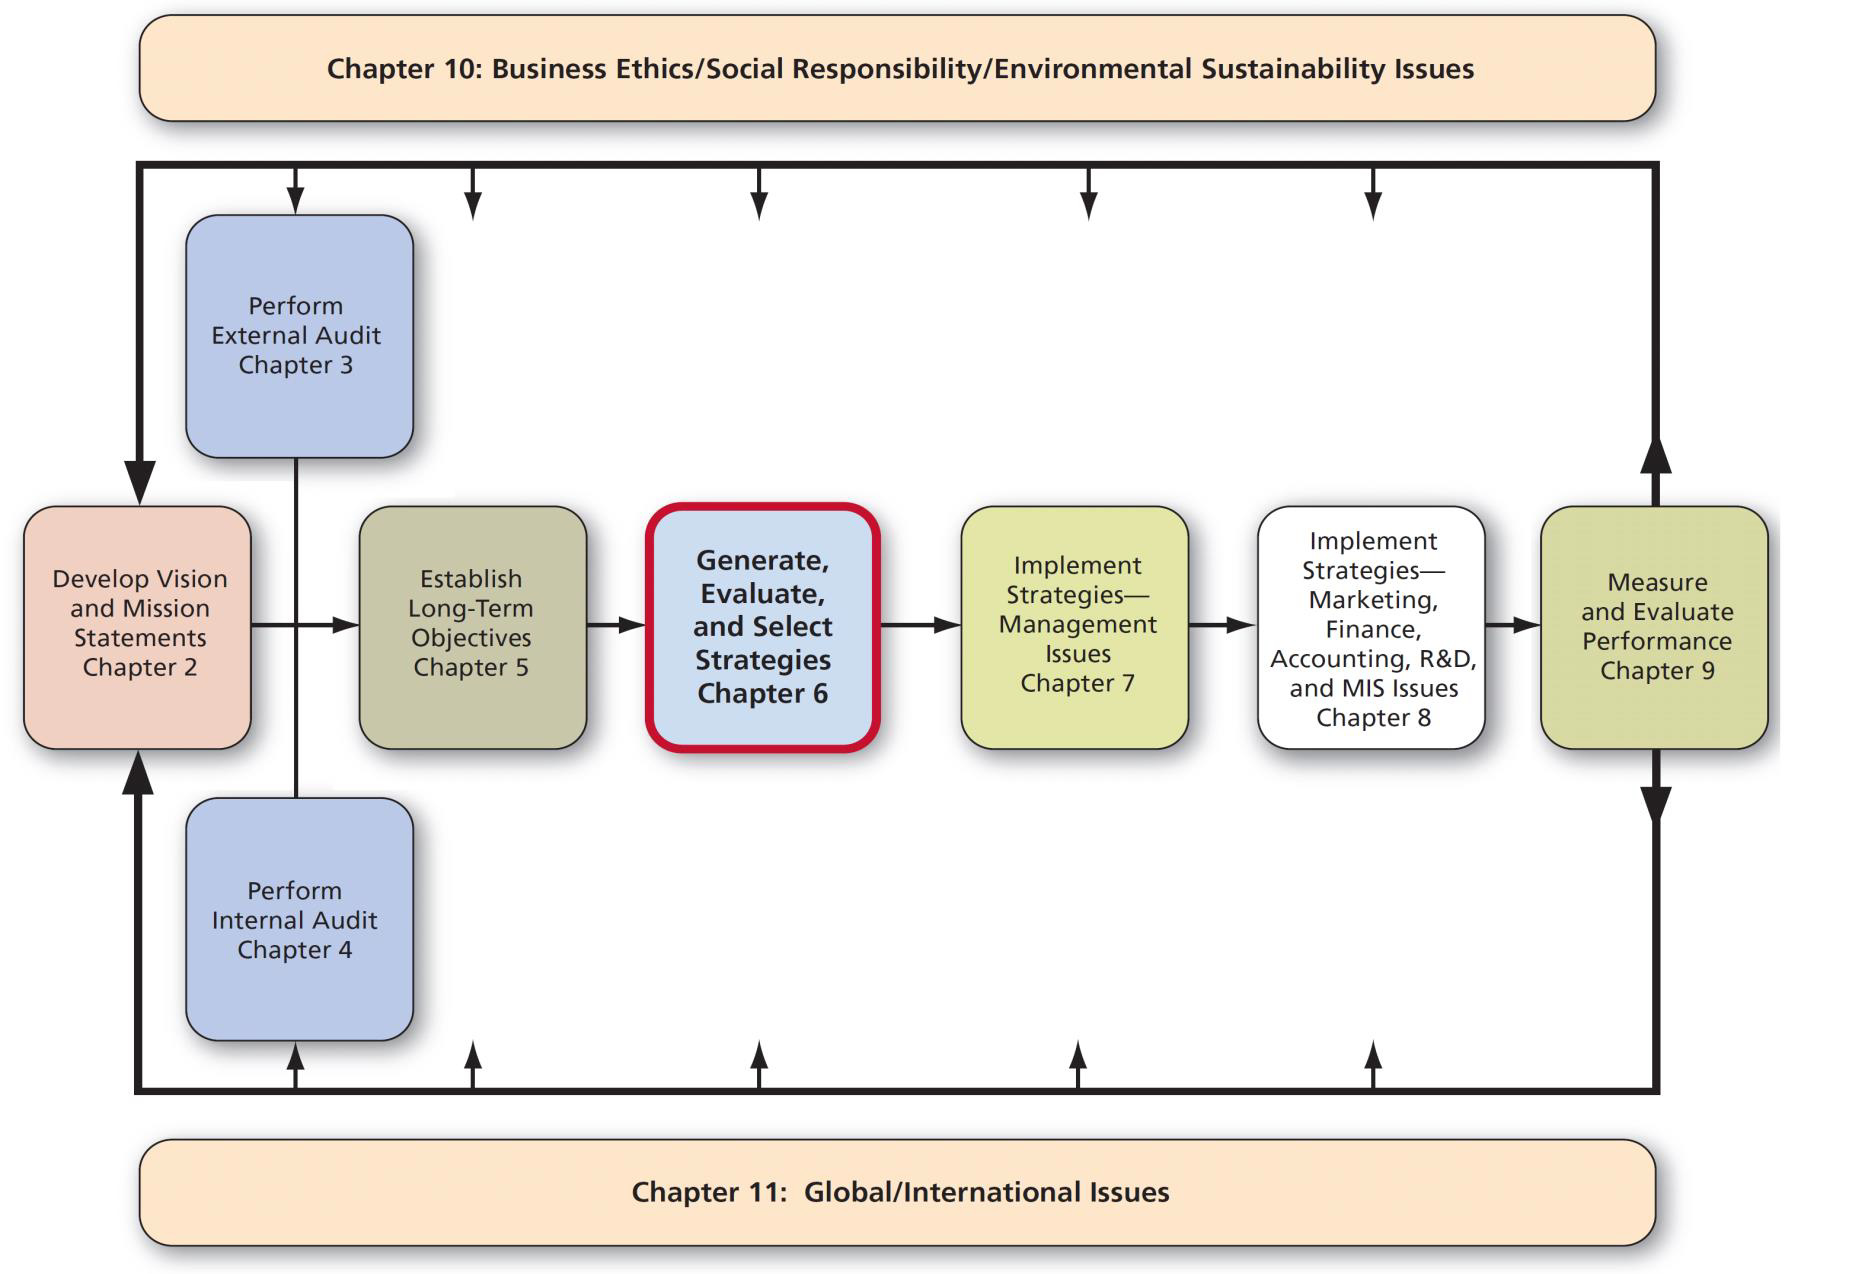 Chapter 10: Business Ethics/Social Responsibility/Environmental Sustainability Issues
Perform
External Audit
Chapter 3
Develop Vision
and Mission
Statements
Chapter 2
Establish
Long-Term
Objectives
Chapter 5
Generate,
Evaluate,
and Select
Strategies
Chapter 6
Implement
Strategies—
Management
Issues
Chapter 7
Implement
Strategies—
Marketing,
Finance,
Accounting, R&D,
and MIS Issues
Chapter 8
Measure
and Evaluate
Performance
Chapter 9
Perform
Internal Audit
Chapter 4
Chapter 11: Global/International Issues